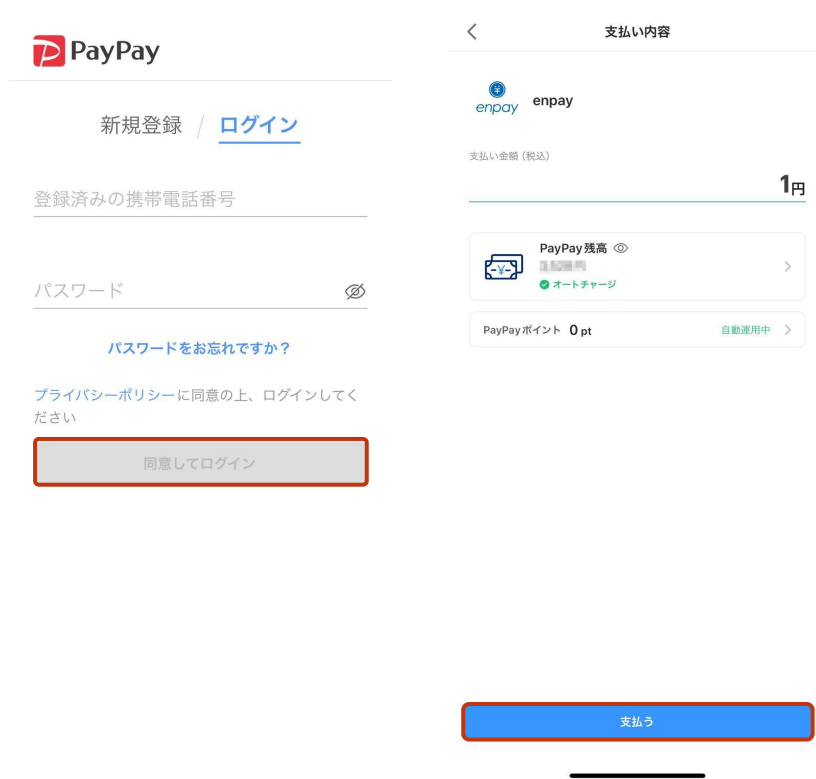 PayPay
新規登録 / ログイン
登録済みの携帯電話番号
パスワード
パスワードをお忘れですか？
プライバシーポリシーに同意の上、ログインしてく
ださい
同意してログイン
支払い内容
enpay
enpay
支払い金額（税込）
1円
PayPay残高
オートチャージ
PayPayポイント 0 pt 自動運用中
支払う